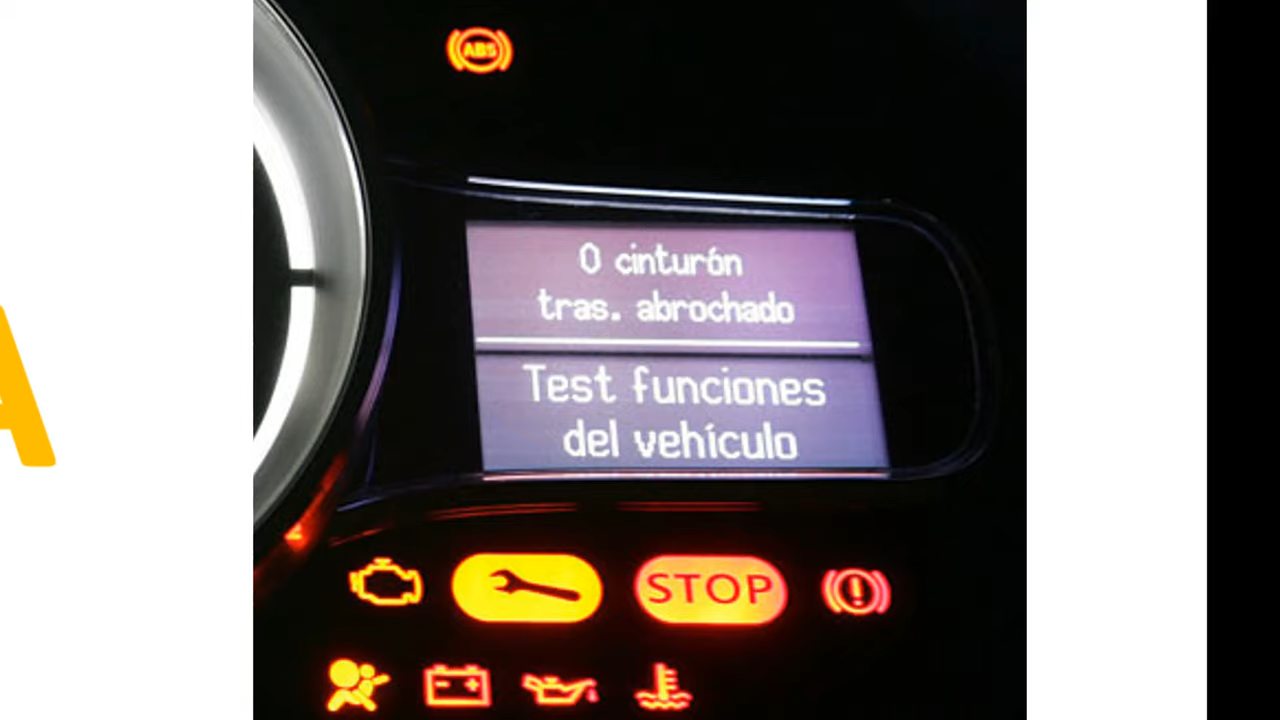 ABS
0 cinturón
tras. abrochado
Test funciones
del vehículo
STOP
A